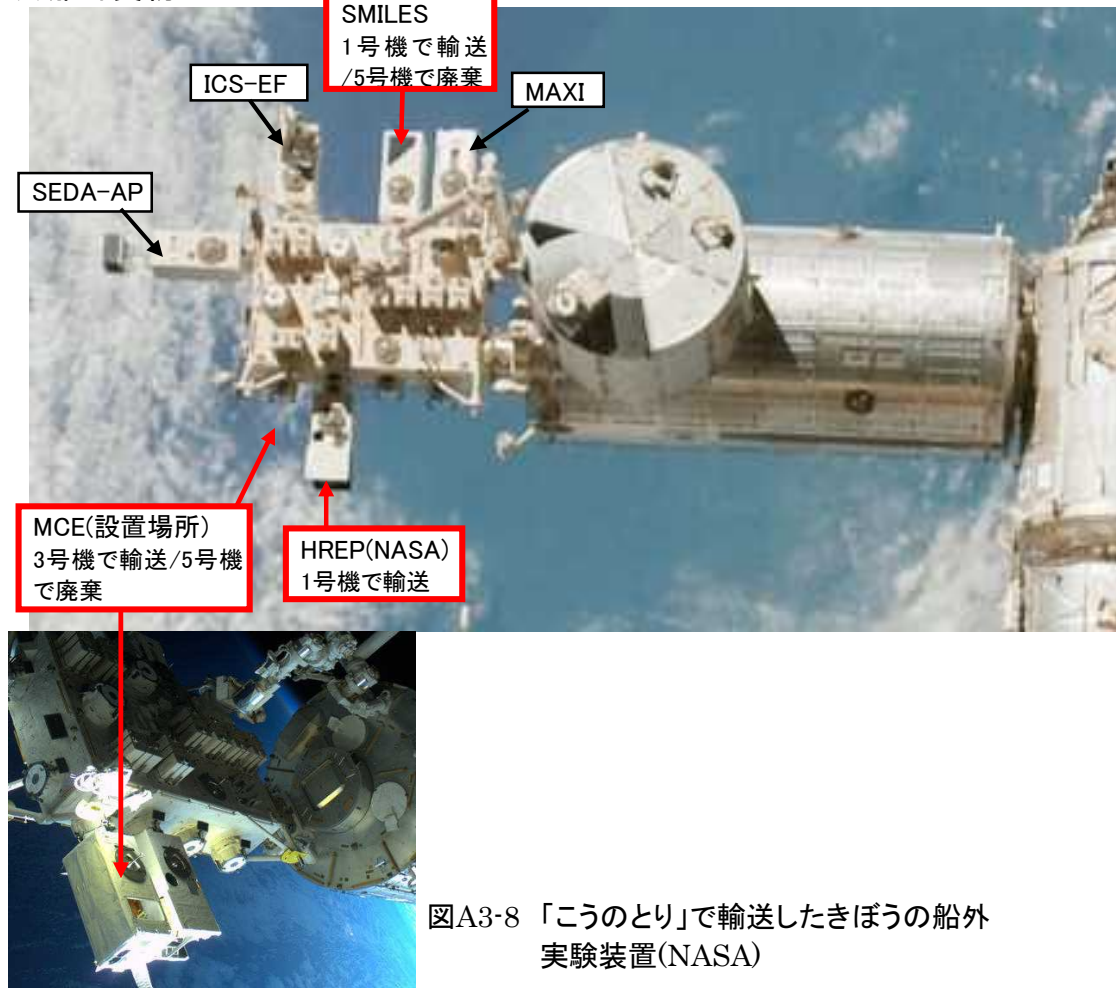 SMILES
1号機で輸送
/5号機で廃棄
ICS-EF
MAXI
SEDA-AP
MCE(設置場所)
3号機で輸送/5号機
で廃棄
HREP(NASA)
1号機で輸送
図A3-8 「こうのとり」で輸送したきぼうの船外
実験装置(NASA)